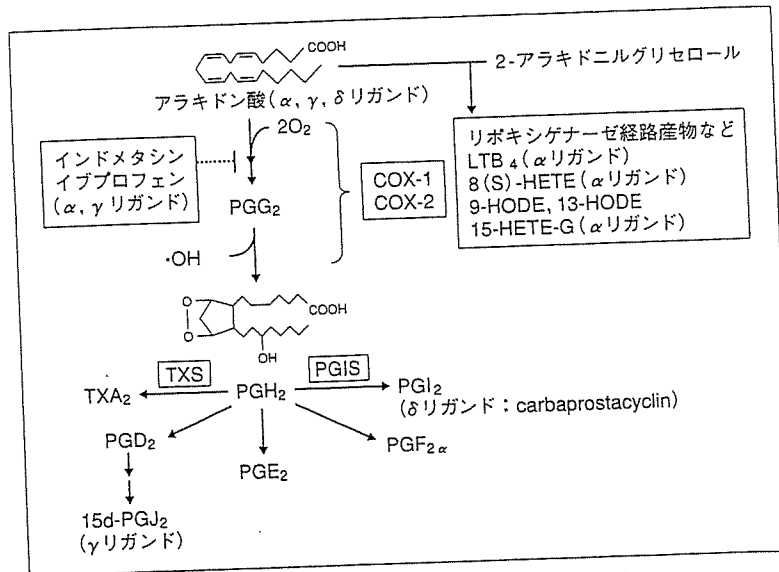 COOH
2-アラキドニルグリセロール
アラキドン酸(α, γ, δリガンド)
2O₂
インドメタシン
イブプロフェン
(α, γリガンド)
PGG₂
COX-1
COX-2
リポキシゲナーゼ経路産物など
LTB₄(αリガンド)
8(S)-HETE(αリガンド)
9-HODE, 13-HODE
15-HETE-G(αリガンド)
・OH
O
O
COOH
OH
TXS
PGIS
TXA₂
PGH₂
PGI₂
(δリガンド:carbaprostacyclin)
PGD₂
PGE₂
PGF₂α
15d-PGJ₂
(γリガンド)